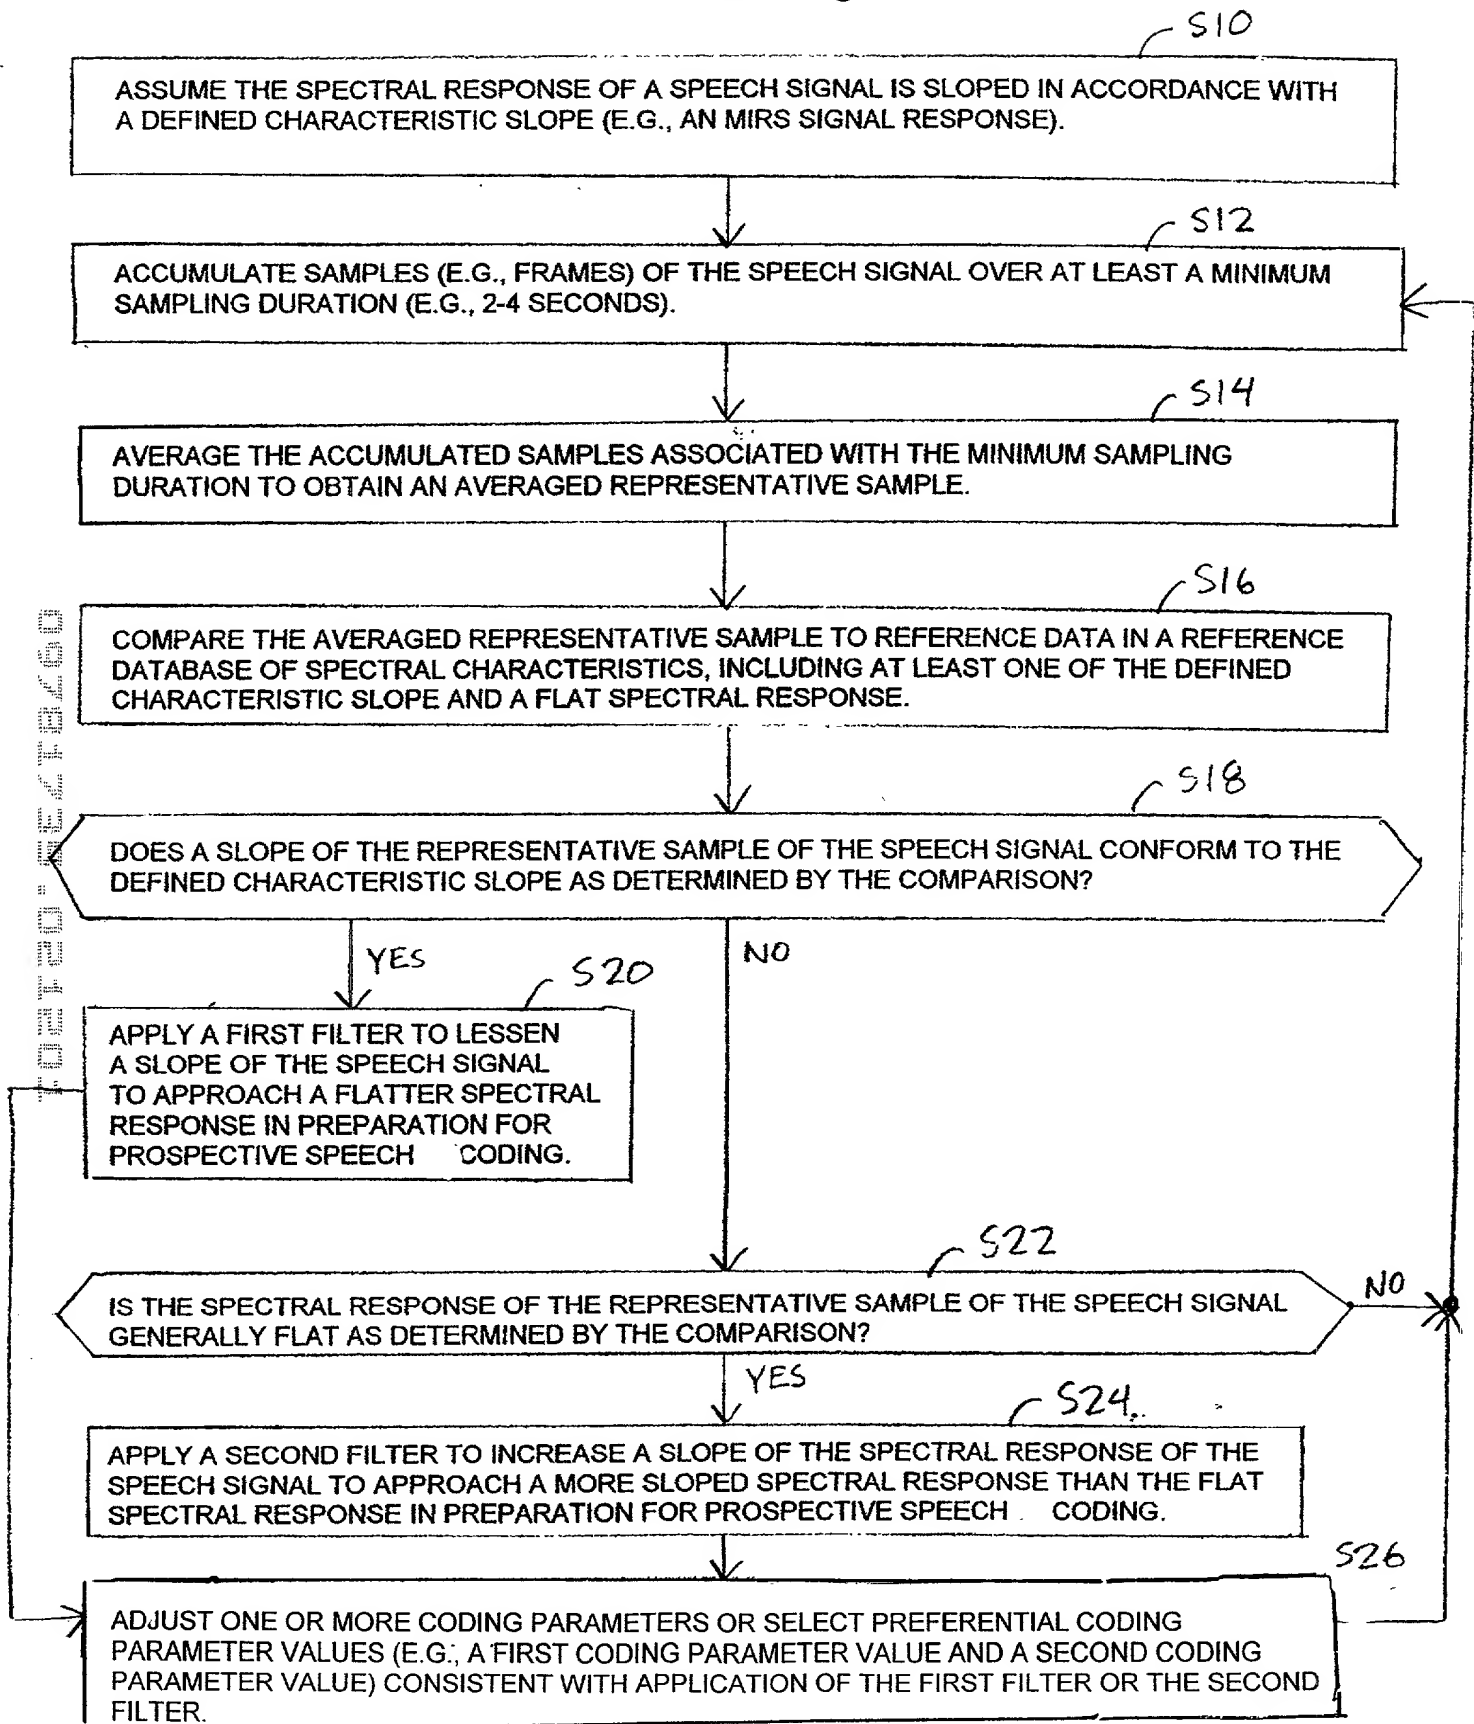 S10
ASSUME THE SPECTRAL RESPONSE OF A SPEECH SIGNAL IS SLOPED IN ACCORDANCE WITH
A DEFINED CHARACTERISTIC SLOPE (E.G., AN MIRS SIGNAL RESPONSE).
S12
ACCUMULATE SAMPLES (E.G., FRAMES) OF THE SPEECH SIGNAL OVER AT LEAST A MINIMUM
SAMPLING DURATION (E.G., 2-4 SECONDS).
S14
AVERAGE THE ACCUMULATED SAMPLES ASSOCIATED WITH THE MINIMUM SAMPLING
DURATION TO OBTAIN AN AVERAGED REPRESENTATIVE SAMPLE.
S16
COMPARE THE AVERAGED REPRESENTATIVE SAMPLE TO REFERENCE DATA IN A REFERENCE
DATABASE OF SPECTRAL CHARACTERISTICS, INCLUDING AT LEAST ONE OF THE DEFINED
CHARACTERISTIC SLOPE AND A FLAT SPECTRAL RESPONSE.
S18
DOES A SLOPE OF THE REPRESENTATIVE SAMPLE OF THE SPEECH SIGNAL CONFORM TO THE
DEFINED CHARACTERISTIC SLOPE AS DETERMINED BY THE COMPARISON?
YES
NO
S20
APPLY A FIRST FILTER TO LESSEN
A SLOPE OF THE SPEECH SIGNAL
TO APPROACH A FLATTER SPECTRAL
RESPONSE IN PREPARATION FOR
PROSPECTIVE SPEECH CODING.
S22
IS THE SPECTRAL RESPONSE OF THE REPRESENTATIVE SAMPLE OF THE SPEECH SIGNAL
GENERALLY FLAT AS DETERMINED BY THE COMPARISON?
NO
YES
S24
APPLY A SECOND FILTER TO INCREASE A SLOPE OF THE SPECTRAL RESPONSE OF THE
SPEECH SIGNAL TO APPROACH A MORE SLOPED SPECTRAL RESPONSE THAN THE FLAT
SPECTRAL RESPONSE IN PREPARATION FOR PROSPECTIVE SPEECH CODING.
S26
ADJUST ONE OR MORE CODING PARAMETERS OR SELECT PREFERENTIAL CODING
PARAMETER VALUES (E.G., A FIRST CODING PARAMETER VALUE AND A SECOND CODING
PARAMETER VALUE) CONSISTENT WITH APPLICATION OF THE FIRST FILTER OR THE SECOND
FILTER.